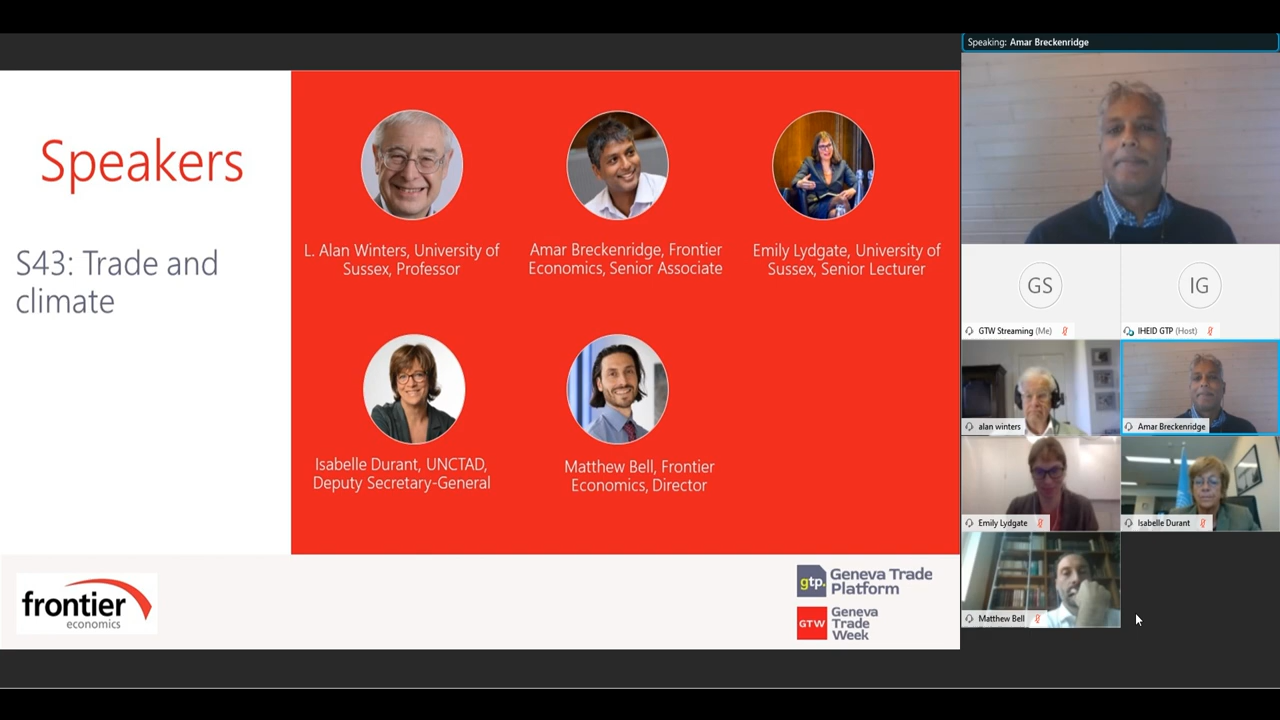 Speaking: Amar Breckenridge
Speakers
S43: Trade and
climate
L. Alan Winters, University of
Sussex, Professor
Amar Breckenridge, Frontier
Economics, Senior Associate
Emily Lydgate, University of
Sussex, Senior Lecturer
Isabelle Durant, UNCTAD,
Deputy Secretary-General
Matthew Bell, Frontier
Economics, Director
frontier
economics
gtp.
Geneva Trade
Platform
GTW
Geneva
Trade
Week
GS
IG
GTW Streaming (Me)
IHEID GTP (Host)
alan winters
Amar Breckenridge
Emily Lydgate
Isabelle Durant
Matthew Bell